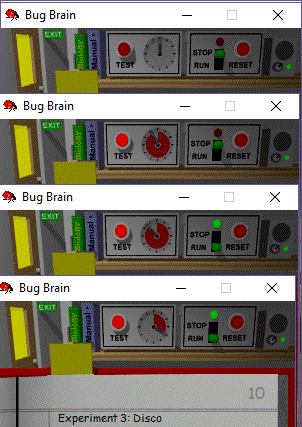 Bug Brain
EXIT
Biology
Manual
TEST
STOP
RUN
RESET
Bug Brain
EXIT
Biology
Manual
TEST
STOP
RUN
RESET
Bug Brain
EXIT
Biology
Manual
TEST
STOP
RUN
RESET
Bug Brain
EXIT
Biology
Manual
TEST
STOP
RUN
RESET
10
Experiment 3: Disco